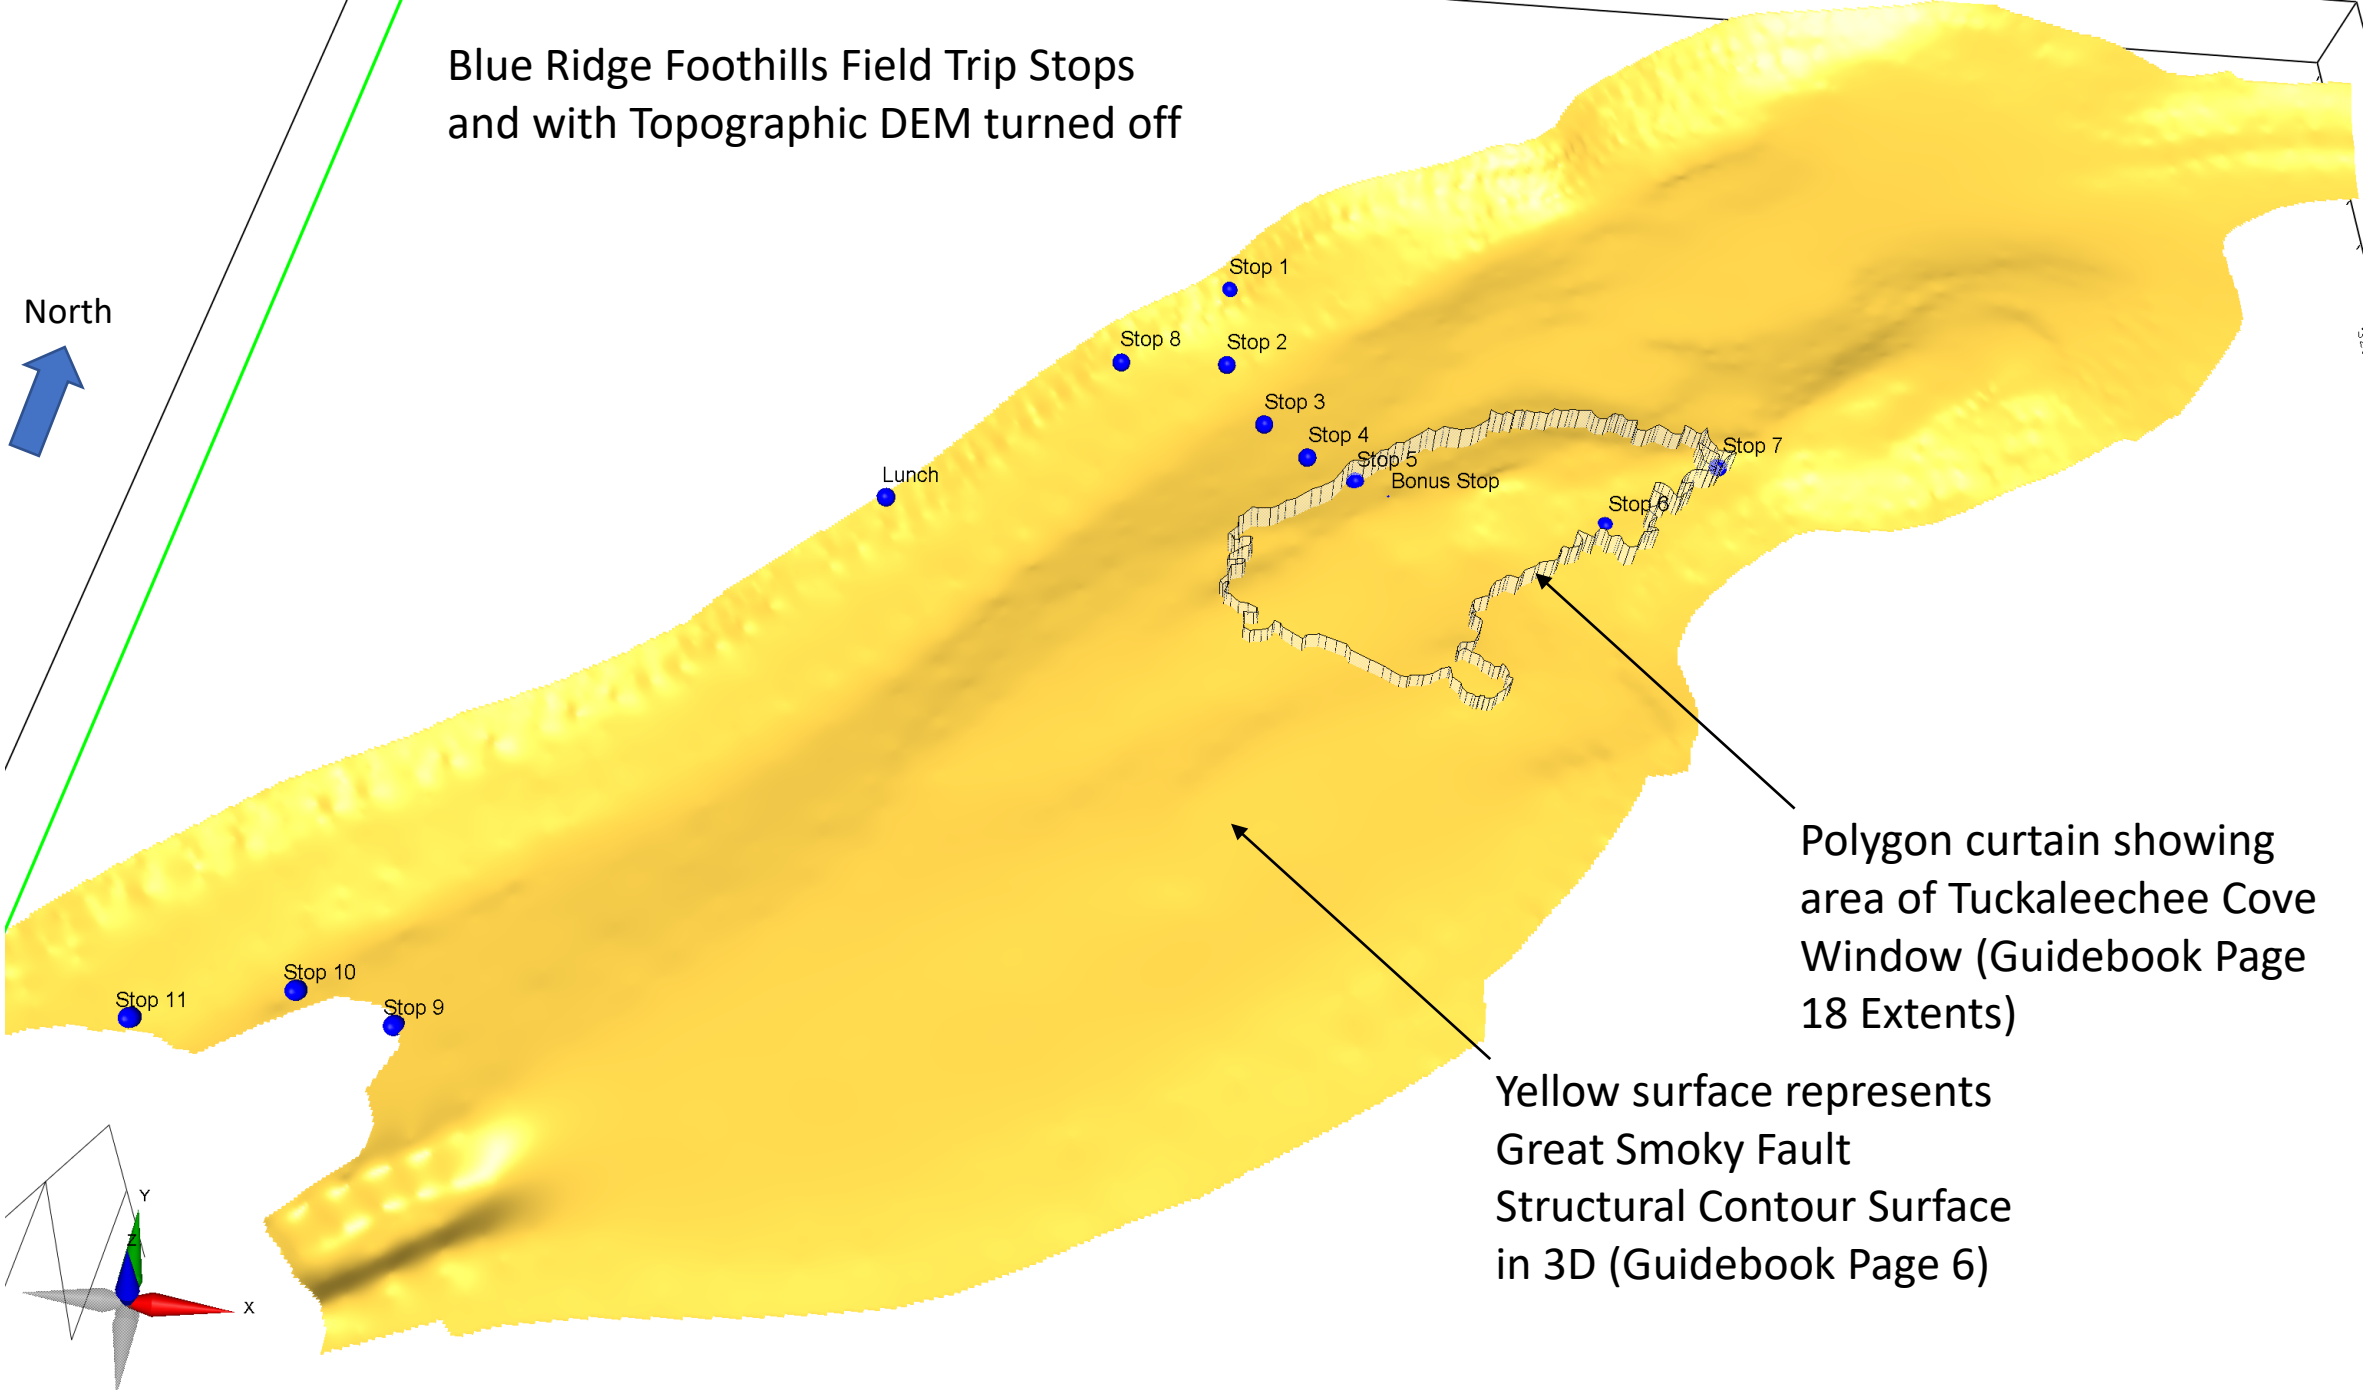 Blue Ridge Foothills Field Trip Stops
and with Topographic DEM turned off
North
Stop 1
Stop 8
Stop 2
Stop 3
Stop 4
Stop 5
Stop 7
Lunch
Bonus Stop
Stop 6
Polygon curtain showing
area of Tuckaleechee Cove
Window (Guidebook Page
18 Extents)
Stop 10
Stop 11
Stop 9
Yellow surface represents
Great Smoky Fault
Structural Contour Surface
in 3D (Guidebook Page 6)
Y
Z
X